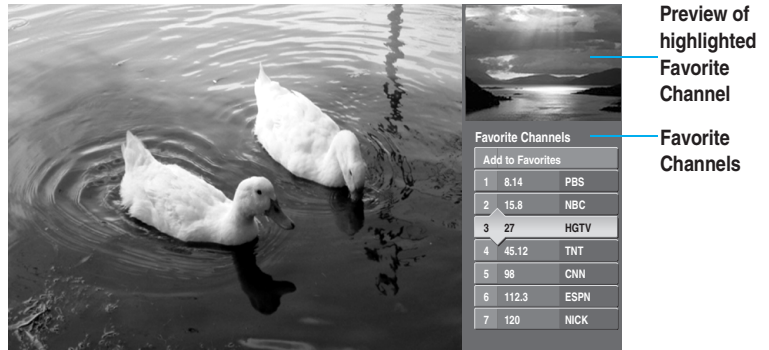 Preview of
highlighted
Favorite
Channel
Favorite Channels
Favorite
Channels
Add to Favorites
1 8.14 PBS
2 15.8 NBC
3 27 HGTV
4 45.12 TNT
5 98 CNN
6 112.3 ESPN
7 120 NICK